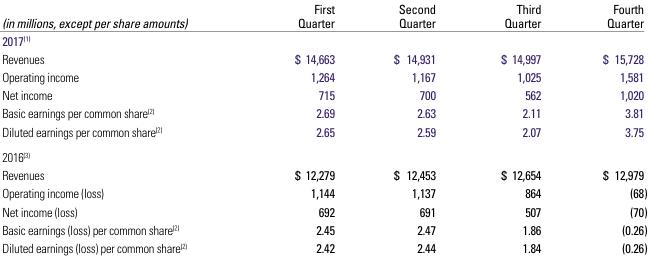 (in millions, except per share amounts) First Quarter Second Quarter Third Quarter Fourth Quarter
2017(1)
Revenues $ 14,663 $ 14,931 $ 14,997 $ 15,728
Operating income 1,264 1,167 1,025 1,581
Net income 715 700 562 1,020
Basic earnings per common share(2) 2.69 2.63 2.11 3.81
Diluted earnings per common share(2) 2.65 2.59 2.07 3.75
2016(3)
Revenues $ 12,279 $ 12,453 $ 12,654 $ 12,979
Operating income (loss) 1,144 1,137 864 (68)
Net income (loss) 692 691 507 (70)
Basic earnings (loss) per common share(2) 2.45 2.47 1.86 (0.26)
Diluted earnings (loss) per common share(2) 2.42 2.44 1.84 (0.26)